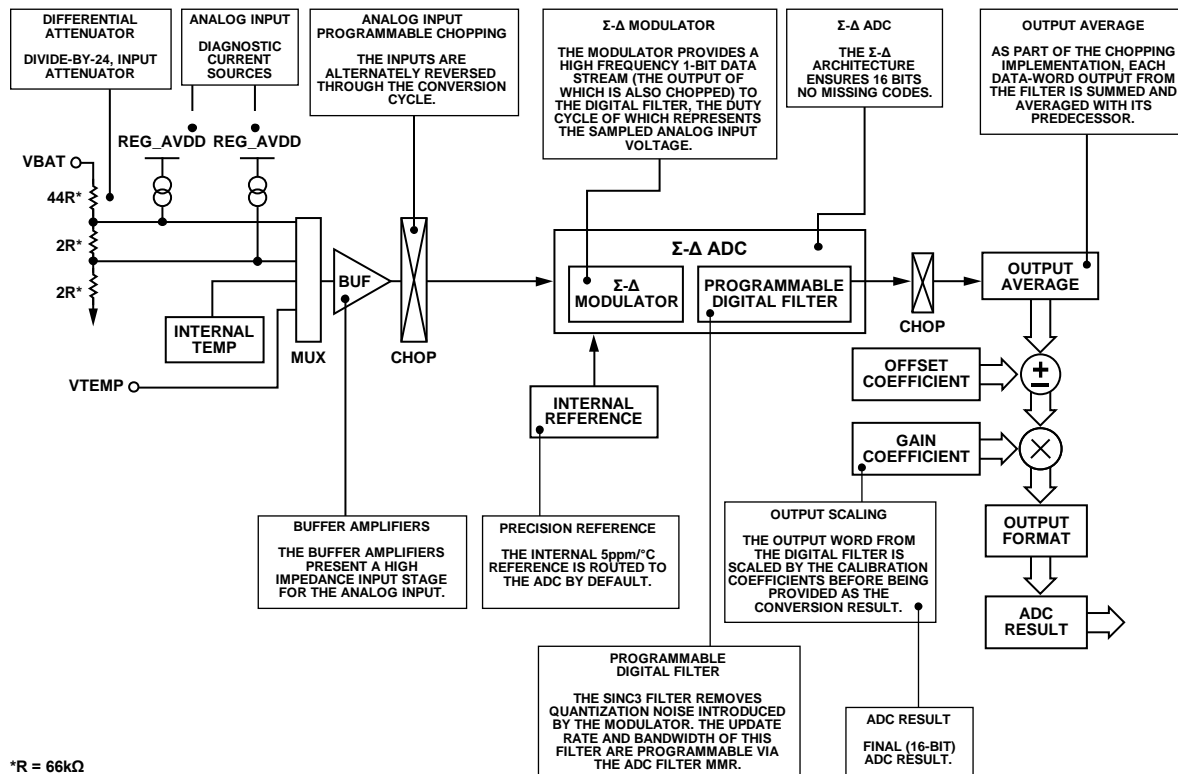 DIFFERENTIAL
ATTENUATOR
DIVIDE-BY-24, INPUT
ATTENUATOR
ANALOG INPUT
DIAGNOSTIC
CURRENT
SOURCES
ANALOG INPUT
PROGRAMMABLE CHOPPING
THE INPUTS ARE
ALTERNATELY REVERSED
THROUGH THE CONVERSION
CYCLE.
Σ-Δ MODULATOR
THE MODULATOR PROVIDES A
HIGH FREQUENCY 1-BIT DATA
STREAM (THE OUTPUT OF
WHICH IS ALSO CHOPPED) TO
THE DIGITAL FILTER, THE DUTY
CYCLE OF WHICH REPRESENTS
THE SAMPLED ANALOG INPUT
VOLTAGE.
Σ-Δ ADC
THE Σ-Δ
ARCHITECTURE
ENSURES 16 BITS
NO MISSING CODES.
OUTPUT AVERAGE
AS PART OF THE CHOPPING
IMPLEMENTATION, EACH
DATA-WORD OUTPUT FROM
THE FILTER IS SUMMED AND
AVERAGED WITH ITS
PREDECESSOR.
REG_AVDD
REG_AVDD
VBAT
44R*
2R*
2R*
INTERNAL
TEMP
VTEMP
MUX
BUF
CHOP
Σ-Δ ADC
Σ-Δ
MODULATOR
PROGRAMMABLE
DIGITAL FILTER
CHOP
OUTPUT
AVERAGE
INTERNAL
REFERENCE
OFFSET
COEFFICIENT
+
−
GAIN
COEFFICIENT
×
OUTPUT
FORMAT
ADC
RESULT
BUFFER AMPLIFIERS
THE BUFFER AMPLIFIERS
PRESENT A HIGH
IMPEDANCE INPUT STAGE
FOR THE ANALOG INPUT.
PRECISION REFERENCE
THE INTERNAL 5ppm/°C
REFERENCE IS ROUTED TO
THE ADC BY DEFAULT.
OUTPUT SCALING
THE OUTPUT WORD FROM
THE DIGITAL FILTER IS
SCALED BY THE CALIBRATION
COEFFICIENTS BEFORE BEING
PROVIDED AS THE
CONVERSION RESULT.
PROGRAMMABLE
DIGITAL FILTER
THE SINC3 FILTER REMOVES
QUANTIZATION NOISE INTRODUCED
BY THE MODULATOR. THE UPDATE
RATE AND BANDWIDTH OF THIS
FILTER ARE PROGRAMMABLE VIA
THE ADC FILTER MMR.
ADC RESULT
FINAL (16-BIT)
ADC RESULT.
*R = 66kΩ